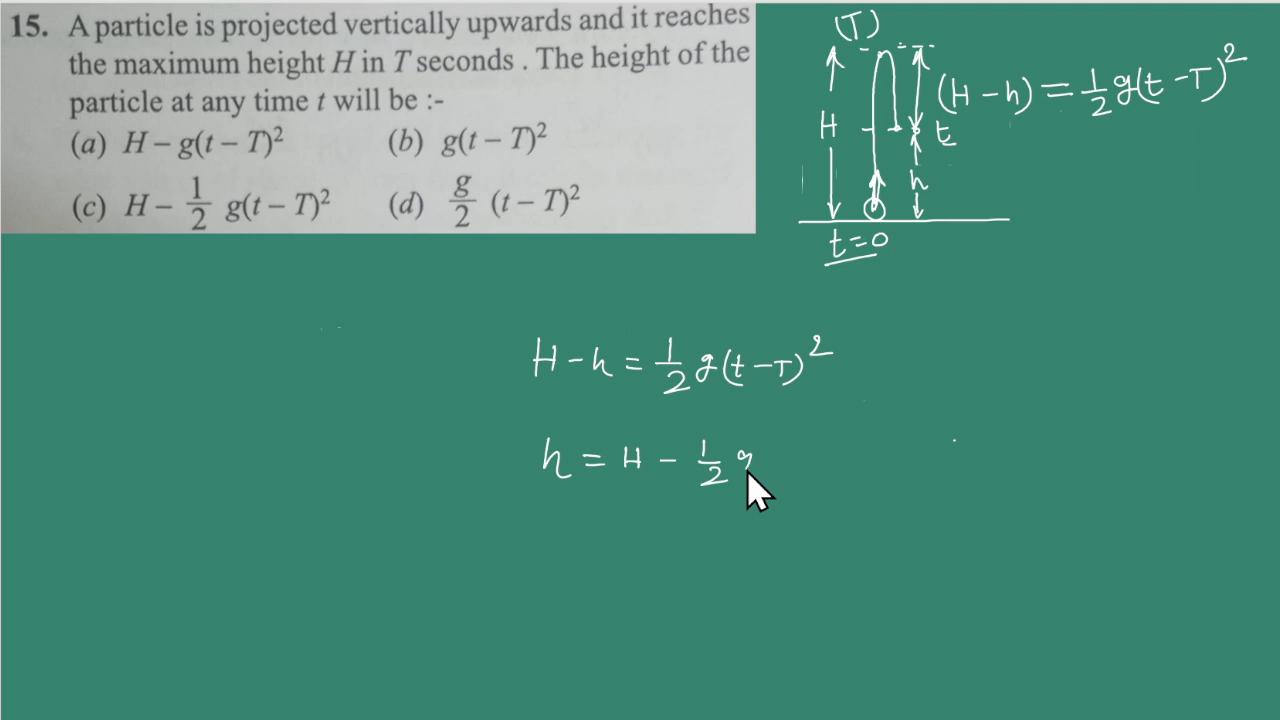 15. A particle is projected vertically upwards and it reaches
the maximum height H in T seconds . The height of the
particle at any time t will be :-
(a) H – g(t – T)² (b) g(t – T)²
(c) H – 1/2 g(t – T)² (d) g/2 (t – T)²
(T)
(H – h) = 1/2 g(t – T)²
H
t
h
t = 0
H – h = 1/2 g(t – T)²
h = H – 1/2 g